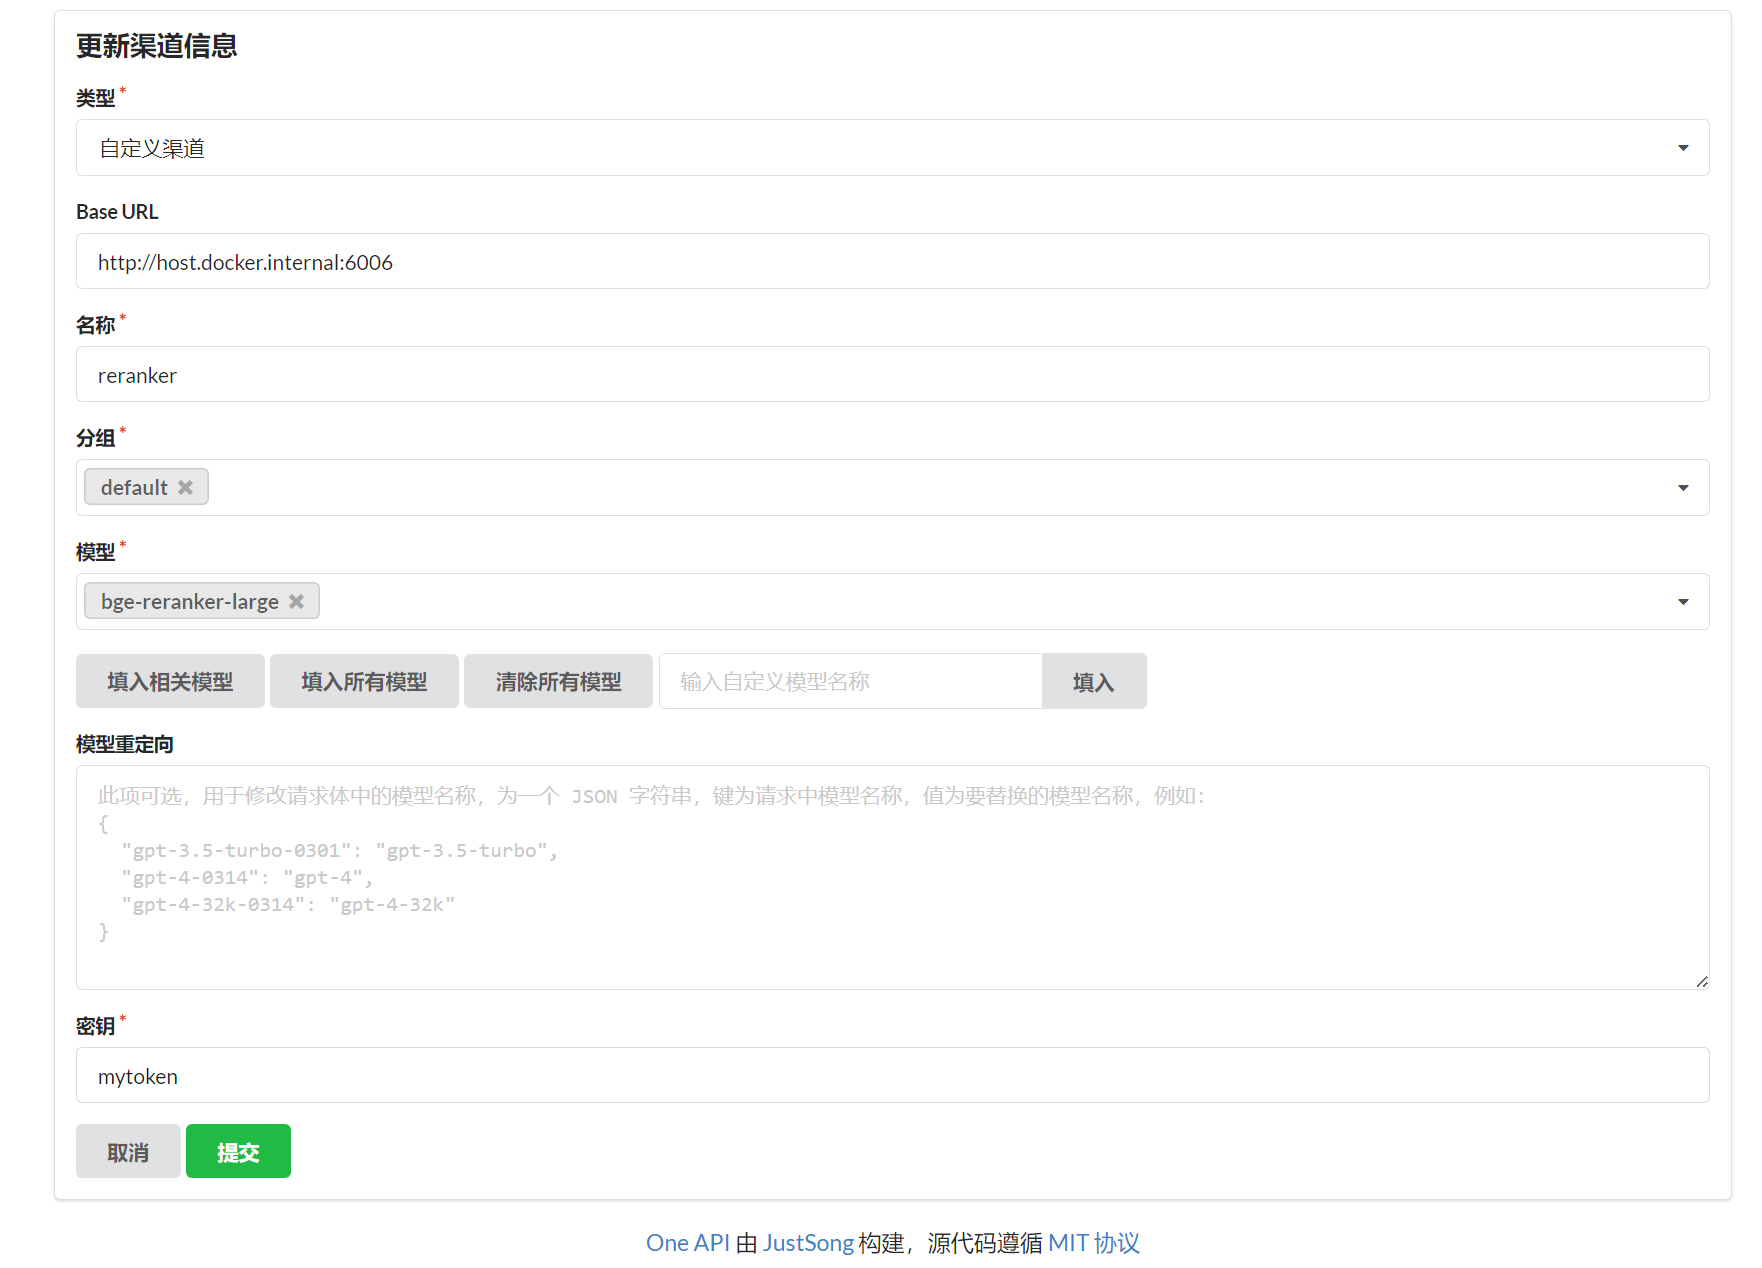 更新渠道信息
类型*
自定义渠道
Base URL
http://host.docker.internal:6006
名称*
reranker
分组*
default
模型*
bge-reranker-large
填入相关模型 填入所有模型 清除所有模型 输入自定义模型名称 填入
模型重定向
此项可选，用于修改请求体中的模型名称，为一个 JSON 字符串，键为请求中模型名称，值为要替换的模型名称，例如：
{
  "gpt-3.5-turbo-0301": "gpt-3.5-turbo",
  "gpt-4-0314": "gpt-4",
  "gpt-4-32k-0314": "gpt-4-32k"
}
密钥*
mytoken
取消 提交
One API 由 JustSong 构建，源代码遵循 MIT 协议